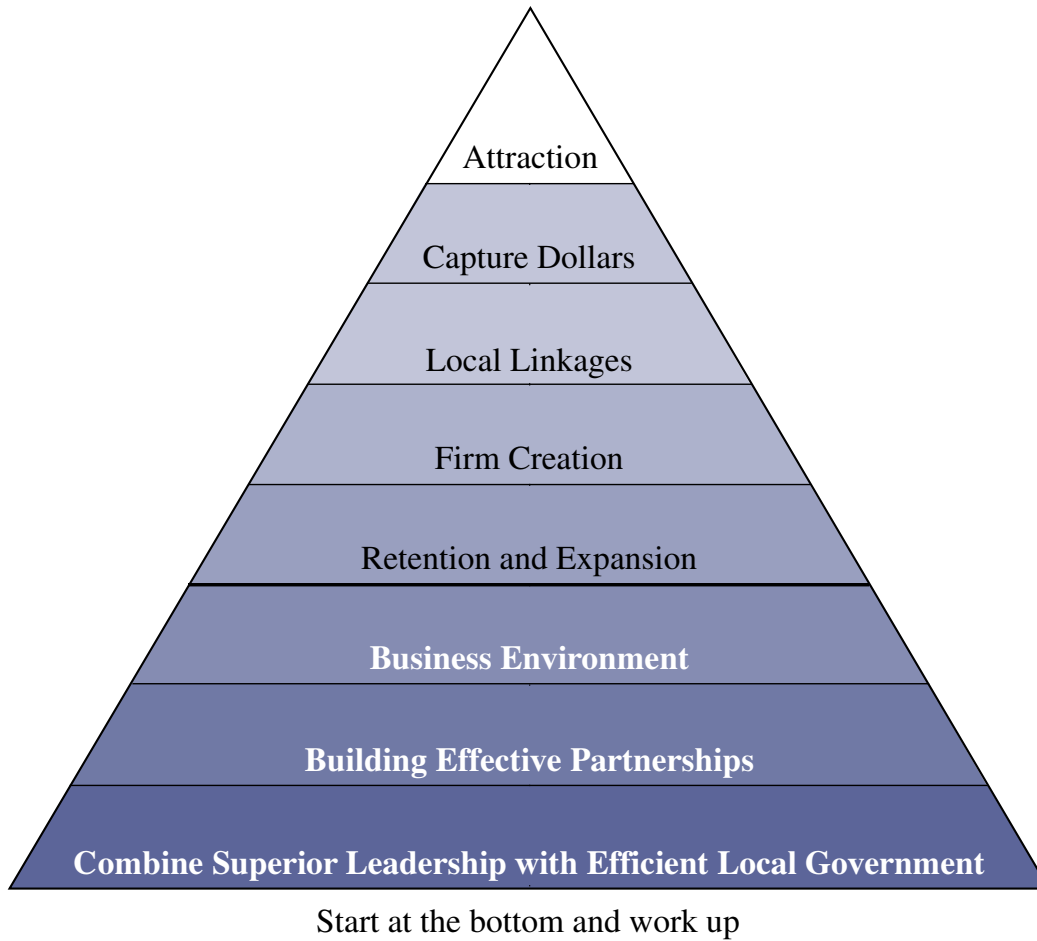 Attraction
Capture Dollars
Local Linkages
Firm Creation
Retention and Expansion
Business Environment
Building Effective Partnerships
Combine Superior Leadership with Efficient Local Government
Start at the bottom and work up